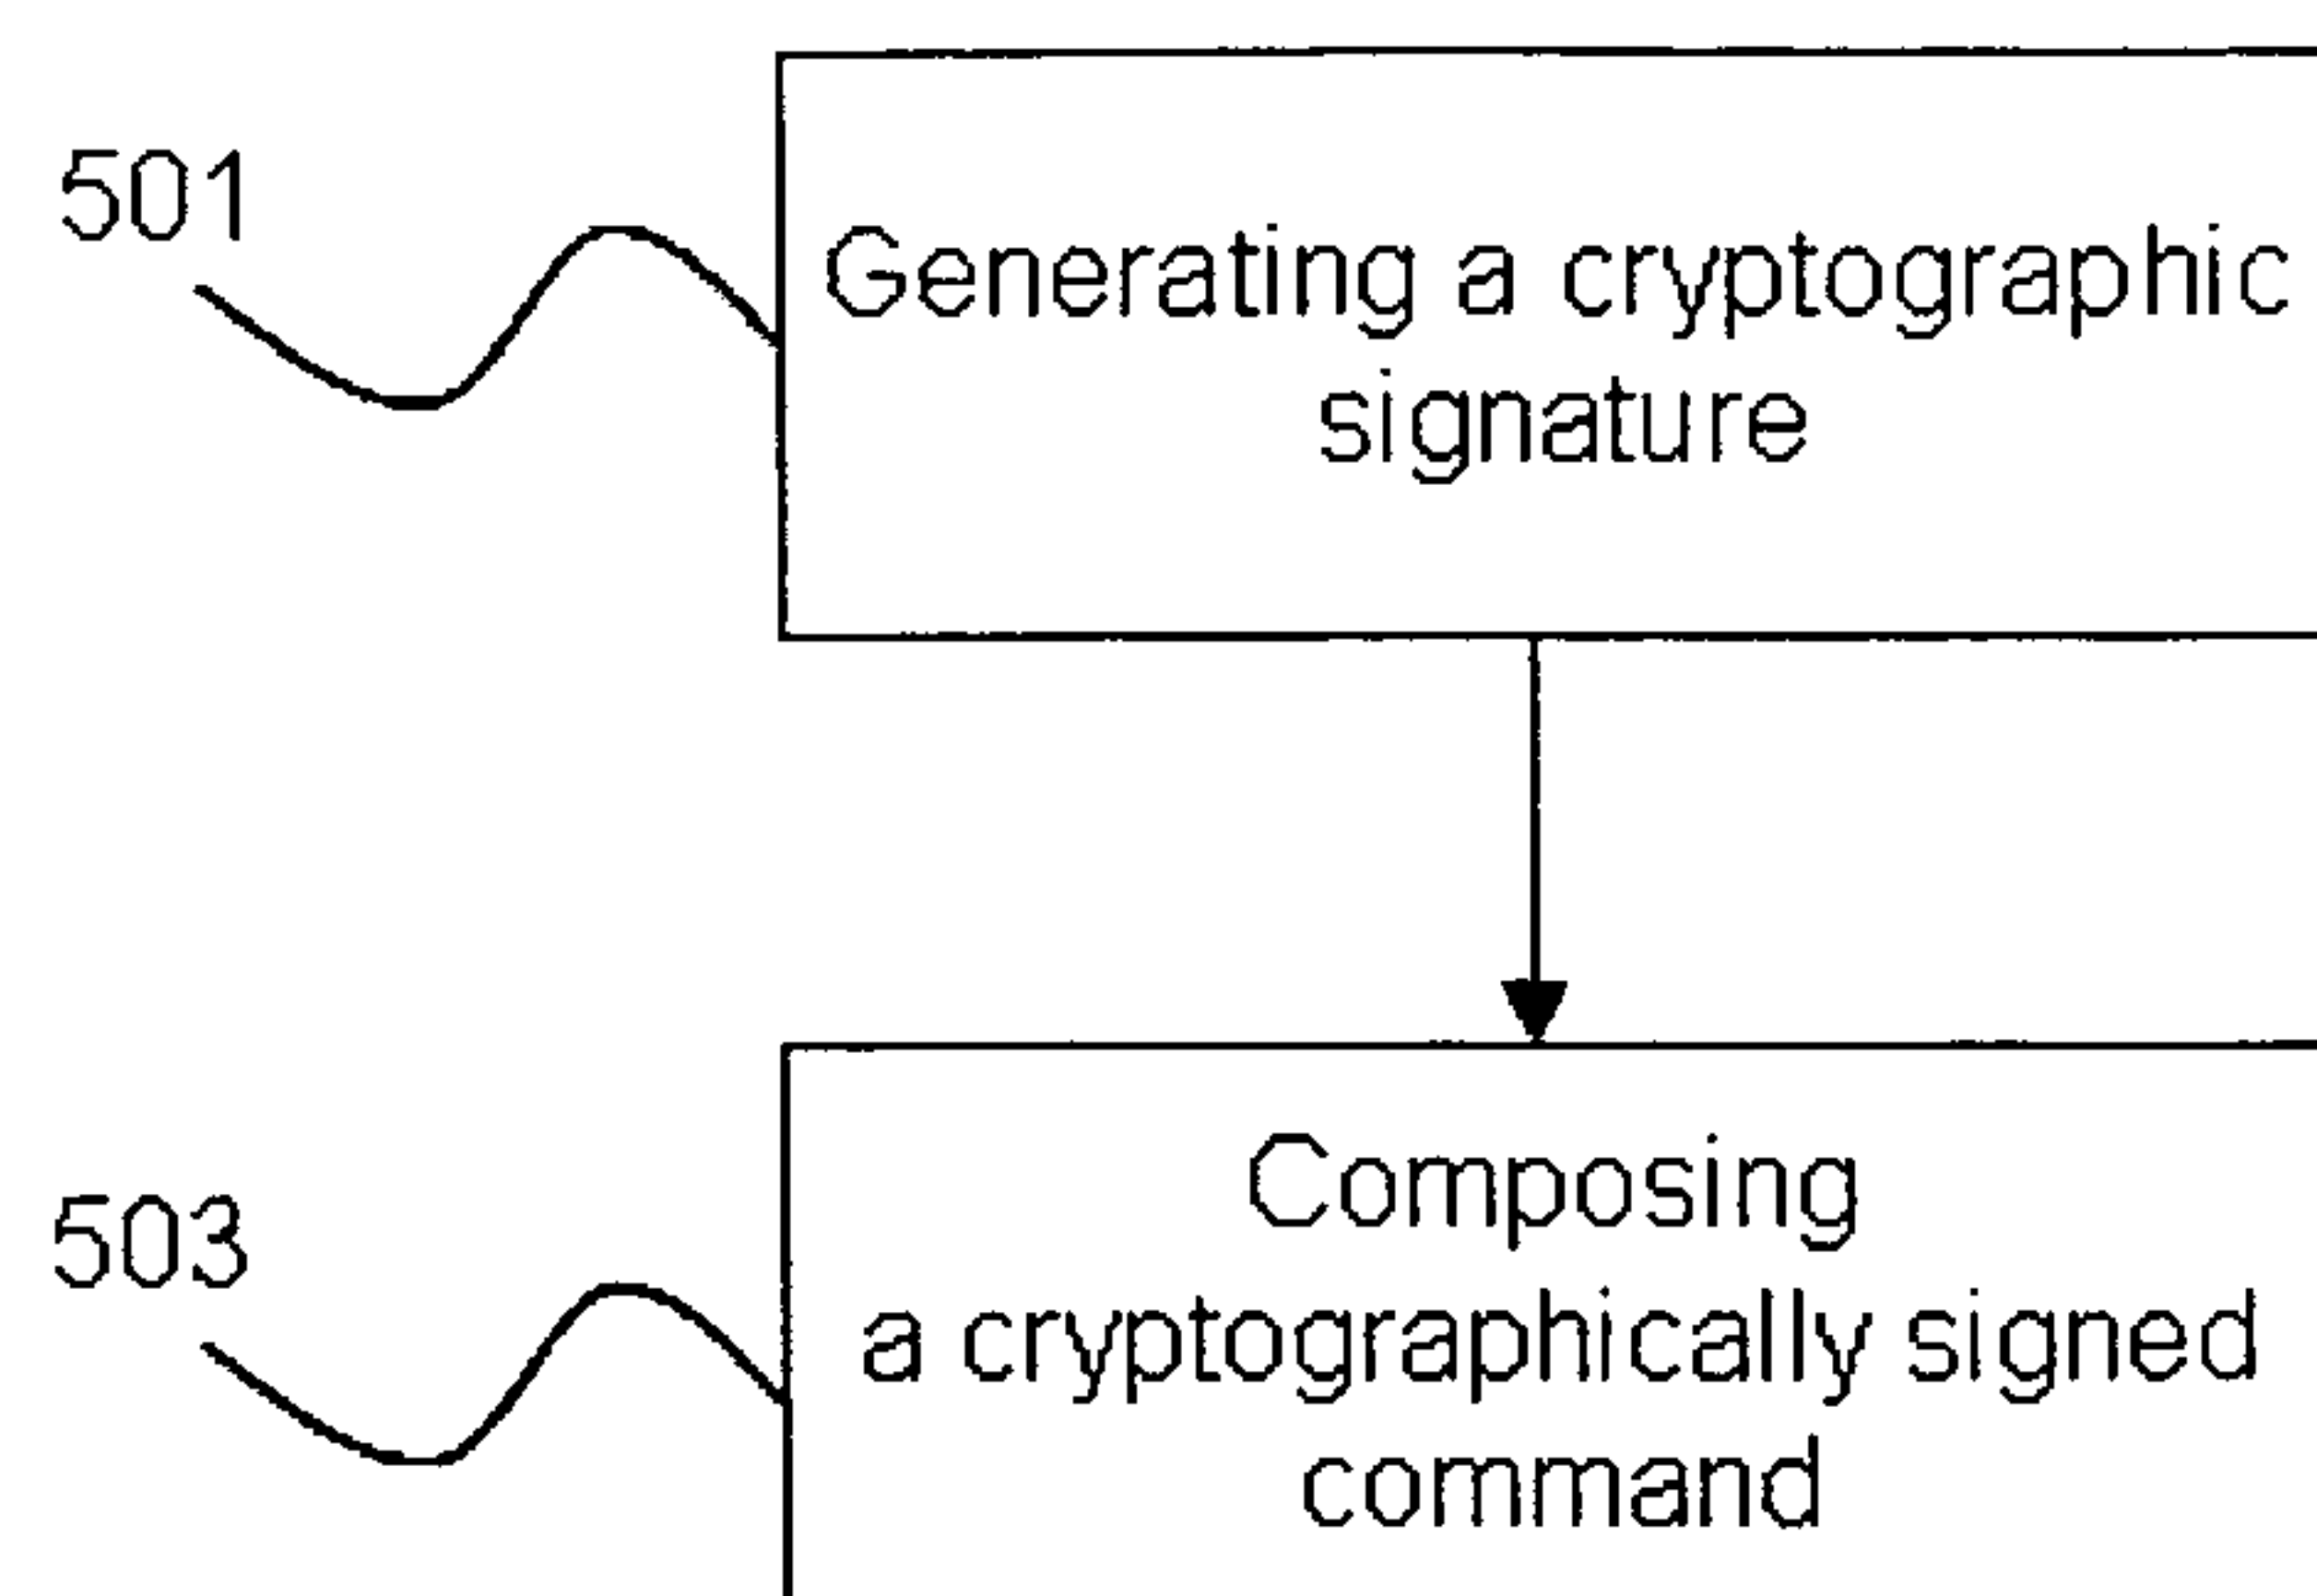 501
Generating a cryptographic
signature
503
Composing
a cryptographically signed
command